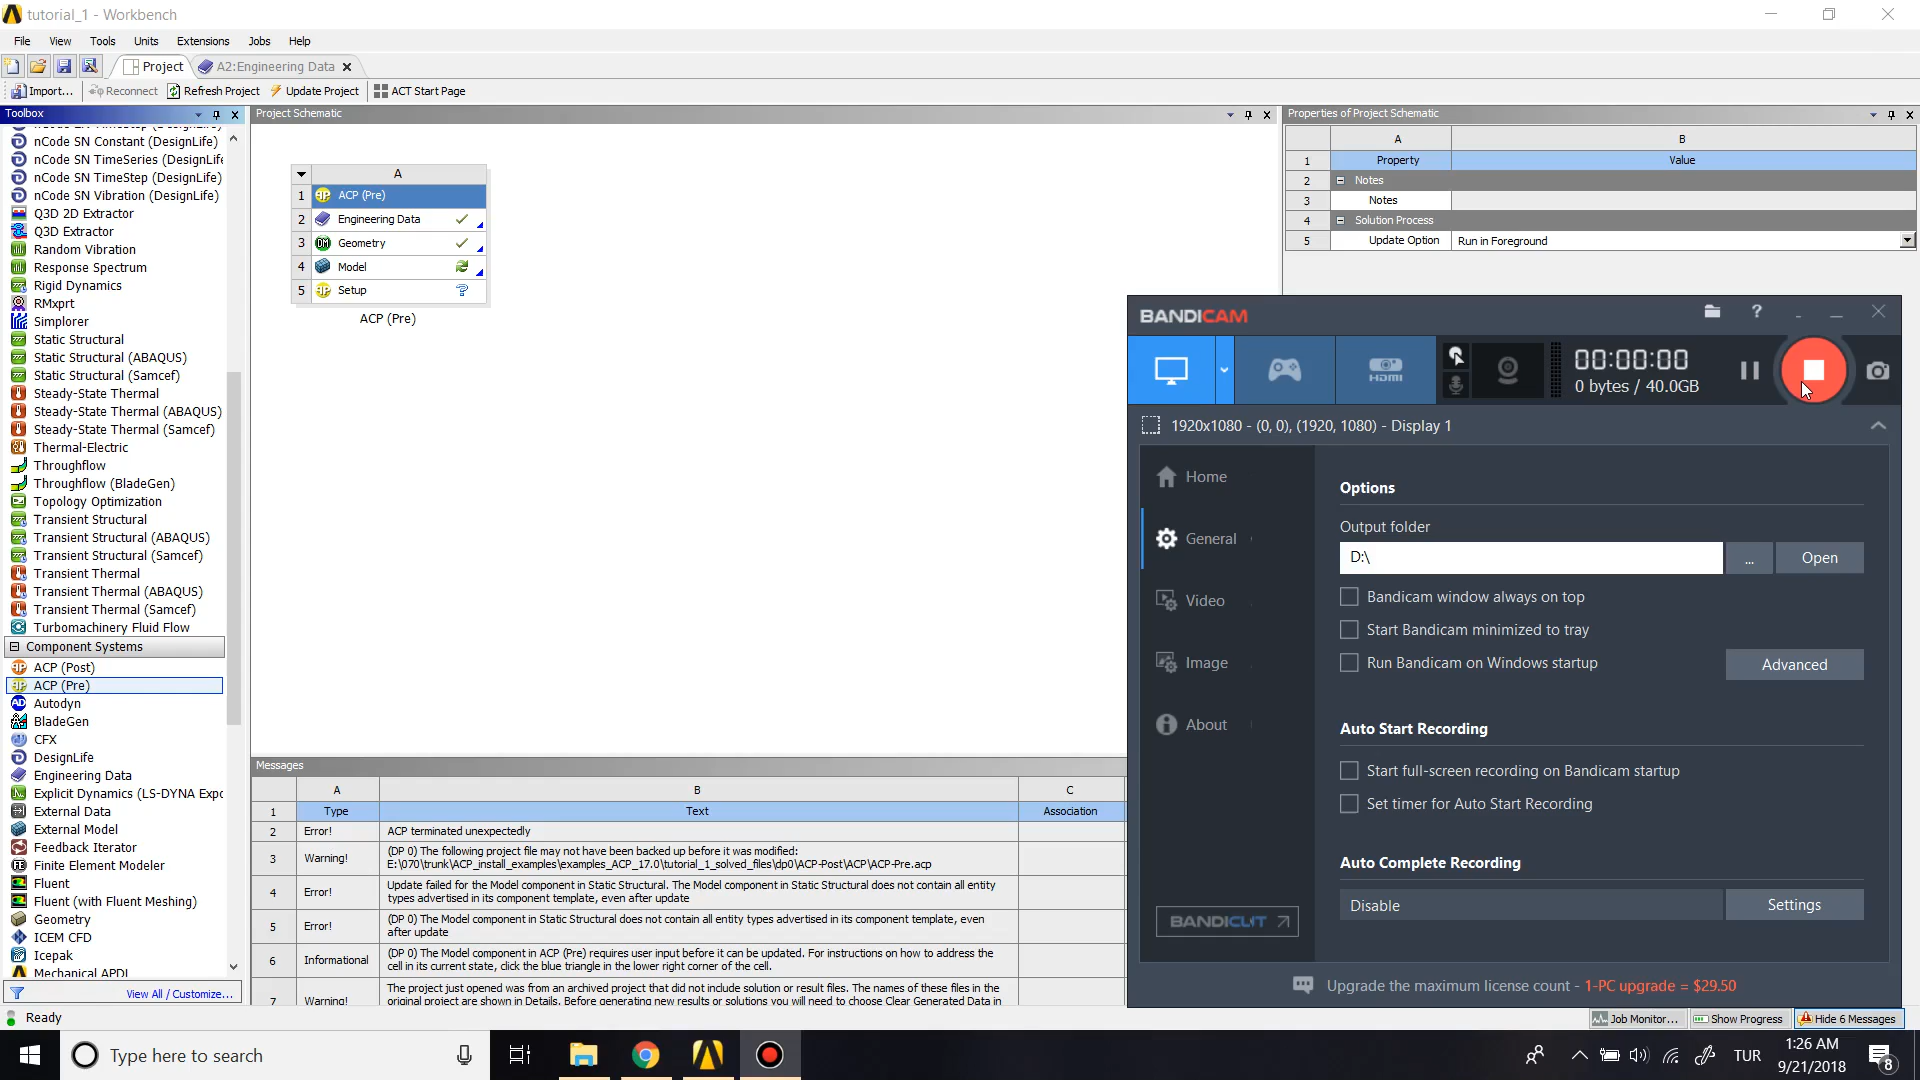 tutorial_1 - Workbench
File View Tools Units Extensions Jobs Help
Project A2:Engineering Data
Import... Reconnect Refresh Project Update Project ACT Start Page
Toolbox
nCode SN TimeStep (DesignLife)
nCode SN Constant (DesignLife)
nCode SN TimeSeries (DesignLife
nCode SN TimeStep (DesignLife)
nCode SN Vibration (DesignLife)
Q3D 2D Extractor
Q3D Extractor
Random Vibration
Response Spectrum
Rigid Dynamics
RMxprt
Simplorer
Static Structural
Static Structural (ABAQUS)
Static Structural (Samcef)
Steady-State Thermal
Steady-State Thermal (ABAQUS)
Steady-State Thermal (Samcef)
Thermal-Electric
Throughflow
Throughflow (BladeGen)
Topology Optimization
Transient Structural
Transient Structural (ABAQUS)
Transient Structural (Samcef)
Transient Thermal
Transient Thermal (ABAQUS)
Transient Thermal (Samcef)
Turbomachinery Fluid Flow
Component Systems
ACP (Post)
ACP (Pre)
Autodyn
BladeGen
CFX
DesignLife
Engineering Data
Explicit Dynamics (LS-DYNA Expo
External Data
External Model
Feedback Iterator
Finite Element Modeler
Fluent
Fluent (with Fluent Meshing)
Geometry
ICEM CFD
Icepak
Mechanical APDL
View All / Customize...
Project Schematic
A
1 ACP (Pre)
2 Engineering Data
3 DM Geometry
4 Model
5 Setup ?
ACP (Pre)
Properties of Project Schematic
A B
1 Property Value
2 Notes
3 Notes
4 Solution Process
5 Update Option Run in Foreground
BANDICAM
?
HDMI
00:00:00
0 bytes / 40.0GB
1920x1080 - (0, 0), (1920, 1080) - Display 1
Home
General
Video
Image
About
BANDICUT
Options
Output folder
D:\
...
Open
Bandicam window always on top
Start Bandicam minimized to tray
Run Bandicam on Windows startup
Advanced
Auto Start Recording
Start full-screen recording on Bandicam startup
Set timer for Auto Start Recording
Auto Complete Recording
Disable
Settings
Upgrade the maximum license count - 1-PC upgrade = $29.50
Messages
A B C
1 Type Text Association
2 Error! ACP terminated unexpectedly
3 Warning! (DP 0) The following project file may not have been backed up before it was modified:
E:\070\trunk\ACP_install_examples\examples_ACP_17.0\tutorial_1_solved_files\dp0\ACP-Post\ACP\ACP-Pre.acp
4 Error! Update failed for the Model component in Static Structural. The Model component in Static Structural does not contain all entity
types advertised in its component template, even after update
5 Error! (DP 0) The Model component in Static Structural does not contain all entity types advertised in its component template, even
after update
6 Informational (DP 0) The Model component in ACP (Pre) requires user input before it can be updated. For instructions on how to address the
cell in its current state, click the blue triangle in the lower right corner of the cell.
7 Warning! The project just opened was from an archived project that did not include solution or result files. The names of these files in the
original project are shown in Details. Before generating new results or solutions you will need to choose Clear Generated Data in
Ready
Job Monitor... Show Progress Hide 6 Messages
Type here to search
TUR
1:26 AM
9/21/2018
8